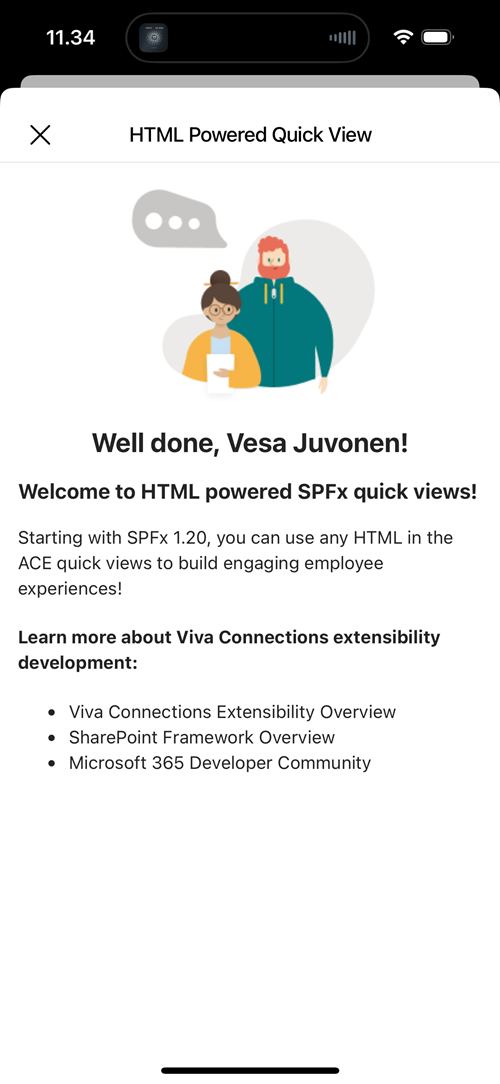 11.34
HTML Powered Quick View
Well done, Vesa Juvonen!
Welcome to HTML powered SPFx quick views!
Starting with SPFx 1.20, you can use any HTML in the
ACE quick views to build engaging employee
experiences!
Learn more about Viva Connections extensibility
development:
• Viva Connections Extensibility Overview
• SharePoint Framework Overview
• Microsoft 365 Developer Community